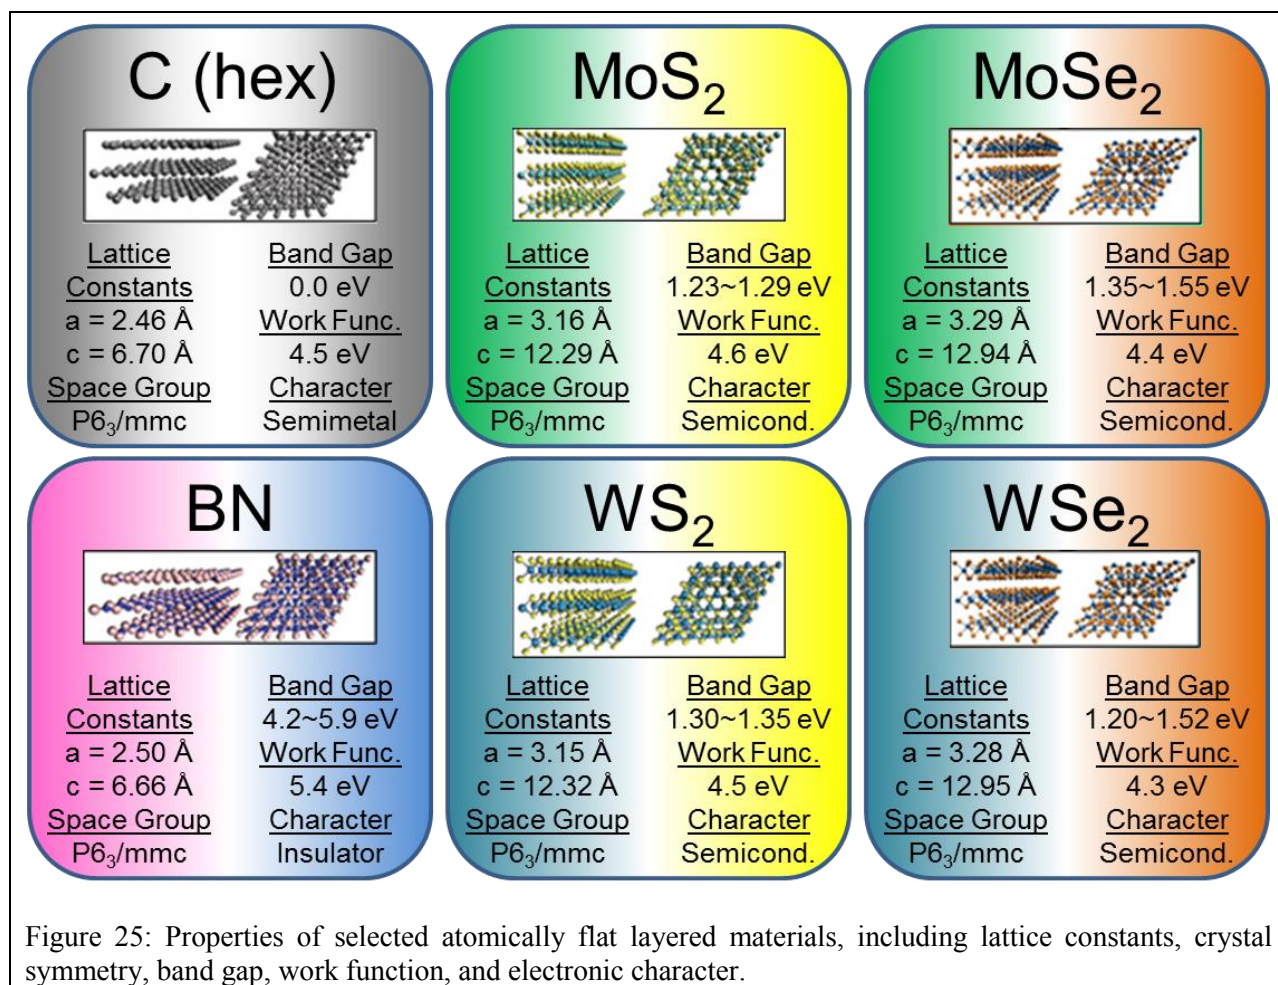 C (hex)
Lattice
Constants
a = 2.46 Å
c = 6.70 Å
Space Group
P6₃/mmc
Band Gap
0.0 eV
Work Func.
4.5 eV
Character
Semimetal
MoS₂
Lattice
Constants
a = 3.16 Å
c = 12.29 Å
Space Group
P6₃/mmc
Band Gap
1.23~1.29 eV
Work Func.
4.6 eV
Character
Semicond.
MoSe₂
Lattice
Constants
a = 3.29 Å
c = 12.94 Å
Space Group
P6₃/mmc
Band Gap
1.35~1.55 eV
Work Func.
4.4 eV
Character
Semicond.
BN
Lattice
Constants
a = 2.50 Å
c = 6.66 Å
Space Group
P6₃/mmc
Band Gap
4.2~5.9 eV
Work Func.
5.4 eV
Character
Insulator
WS₂
Lattice
Constants
a = 3.15 Å
c = 12.32 Å
Space Group
P6₃/mmc
Band Gap
1.30~1.35 eV
Work Func.
4.5 eV
Character
Semicond.
WSe₂
Lattice
Constants
a = 3.28 Å
c = 12.95 Å
Space Group
P6₃/mmc
Band Gap
1.20~1.52 eV
Work Func.
4.3 eV
Character
Semicond.
Figure 25: Properties of selected atomically flat layered materials, including lattice constants, crystal
symmetry, band gap, work function, and electronic character.